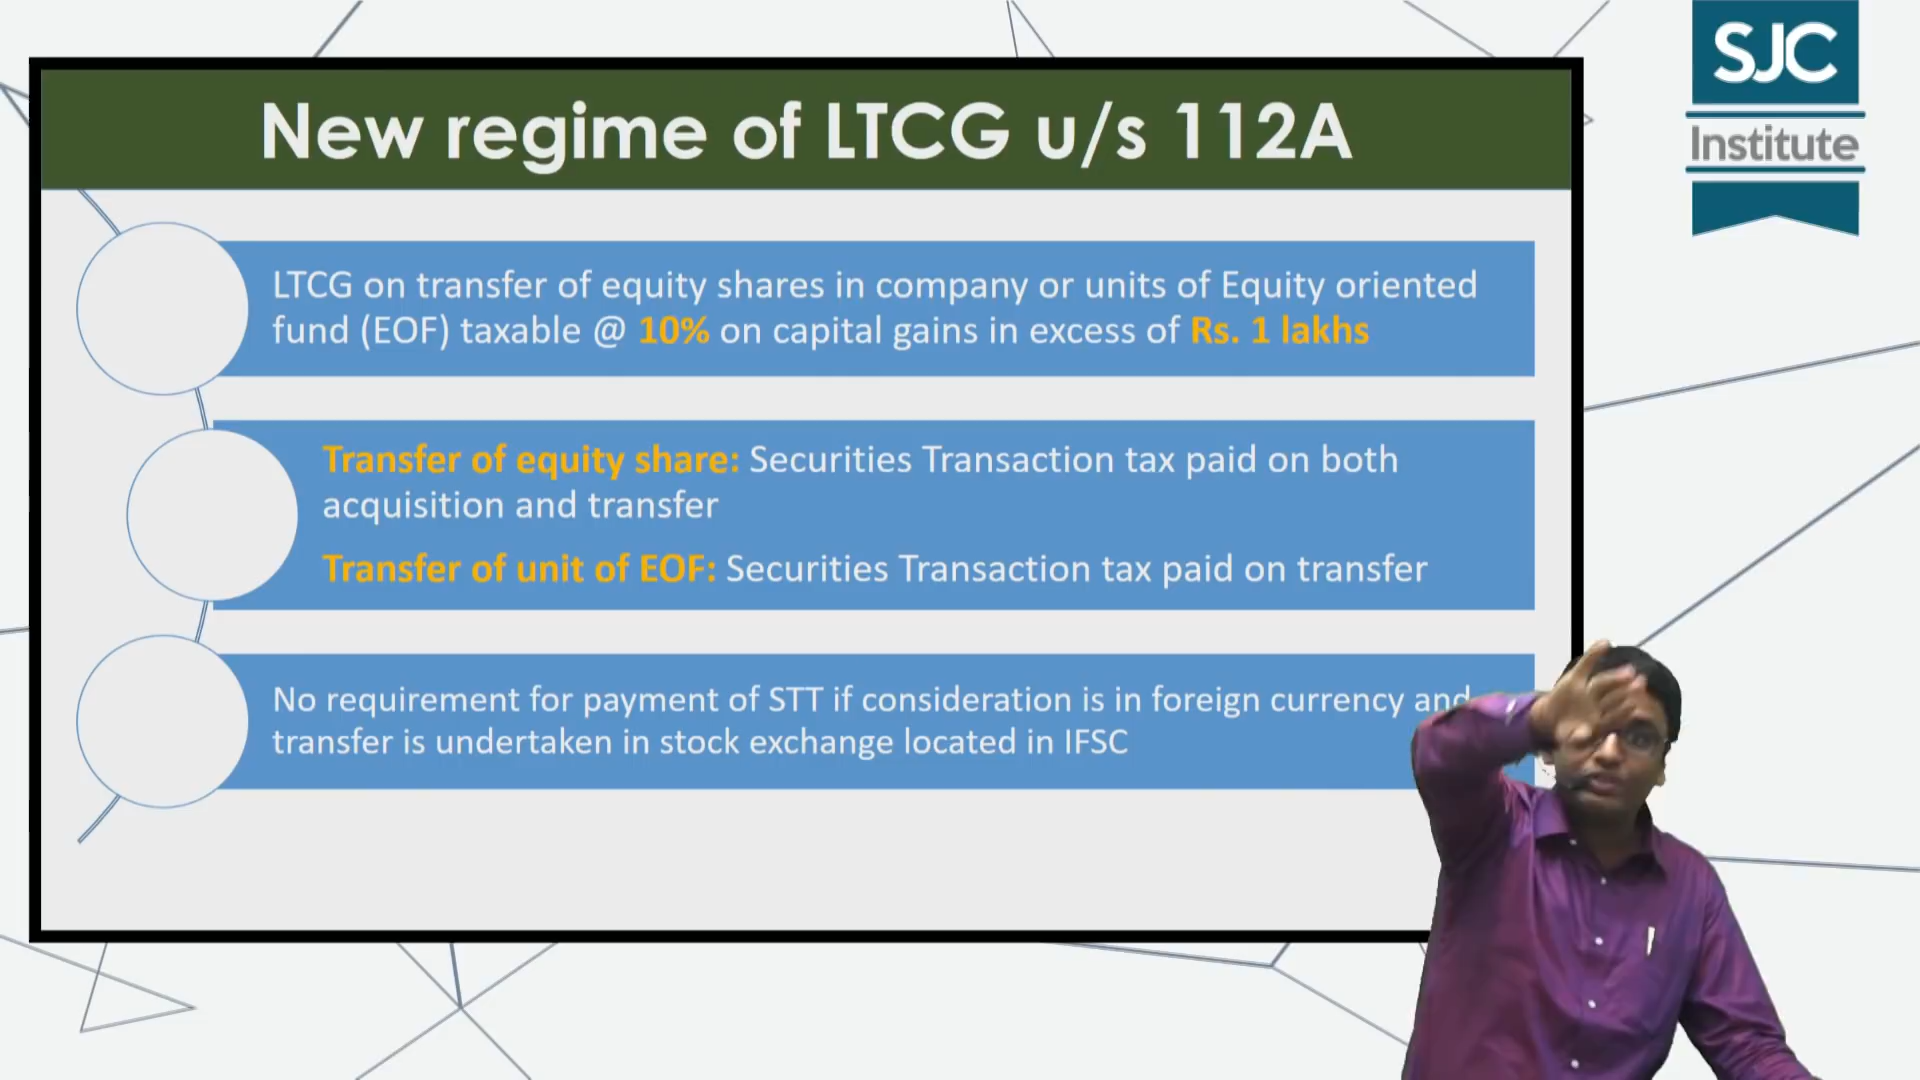 New regime of LTCG u/s 112A
SJC
Institute
LTCG on transfer of equity shares in company or units of Equity oriented
fund (EOF) taxable @ 10% on capital gains in excess of Rs. 1 lakhs
Transfer of equity share: Securities Transaction tax paid on both
acquisition and transfer
Transfer of unit of EOF: Securities Transaction tax paid on transfer
No requirement for payment of STT if consideration is in foreign currency and
transfer is undertaken in stock exchange located in IFSC